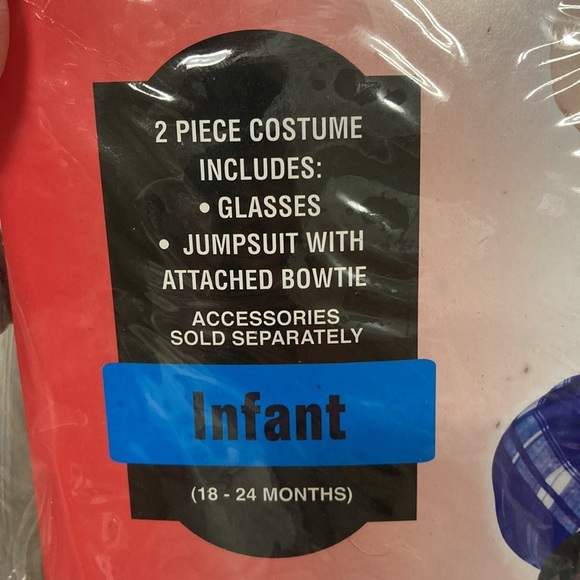 2 PIECE COSTUME
INCLUDES:
• GLASSES
• JUMPSUIT WITH
ATTACHED BOWTIE
ACCESSORIES
SOLD SEPARATELY
Infant
(18 - 24 MONTHS)